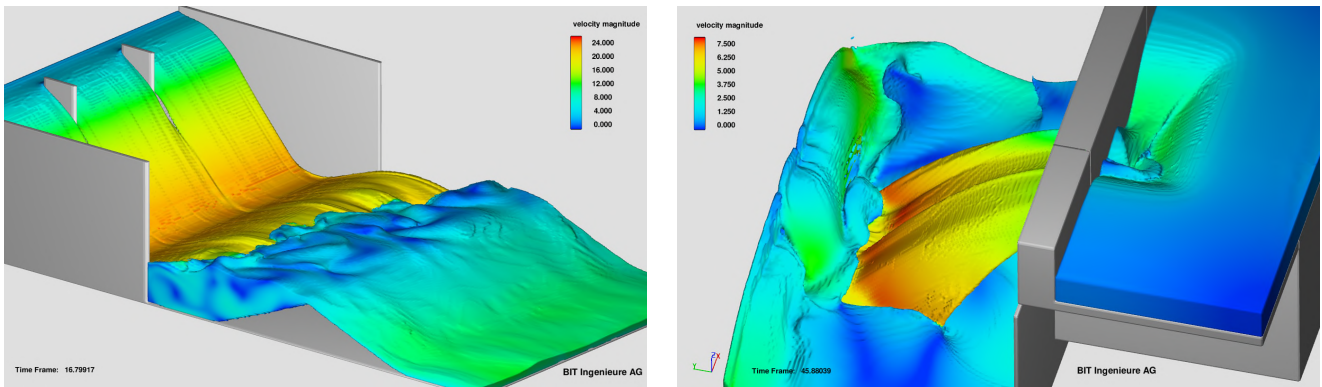 velocity magnitude
24.000
20.000
16.000
12.000
8.000
4.000
0.000
Time Frame: 16.79917
BIT Ingenieure AG
velocity magnitude
7.500
6.250
5.000
3.750
2.500
1.250
0.000
Z
X
Y
Time Frame: 45.88039
BIT Ingenieure AG